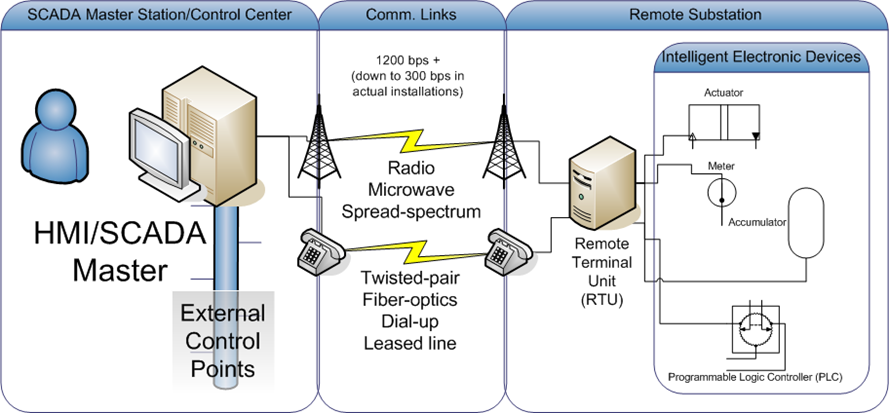 SCADA Master Station/Control Center
HMI/SCADA
Master
External
Control
Points
Comm. Links
1200 bps +
(down to 300 bps in
actual installations)
Radio
Microwave
Spread-spectrum
Twisted-pair
Fiber-optics
Dial-up
Leased line
Remote Substation
Remote
Terminal
Unit
(RTU)
Intelligent Electronic Devices
Actuator
Meter
Accumulator
Programmable Logic Controller (PLC)